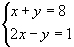 x + y = 8
2x − y = 1